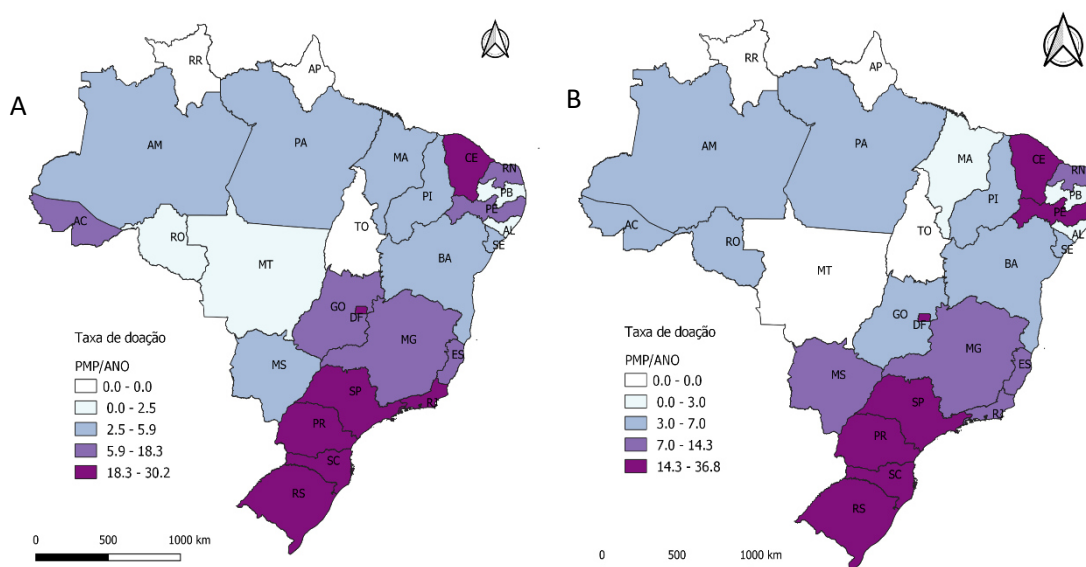 A
RR
AP
AM
PA
MA
CE
RN
PB
PI
PE
AC
AL
SE
TO
RO
BA
MT
GO
DF
MG
ES
MS
SP
RJ
PR
SC
RS
Taxa de doação
PMP/ANO
0.0 - 0.0
0.0 - 2.5
2.5 - 5.9
5.9 - 18.3
18.3 - 30.2
0 500 1000 km
B
RR
AP
AM
PA
MA
CE
RN
PB
PI
PE
AC
AL
SE
TO
RO
BA
MT
GO
DF
MG
ES
MS
SP
RJ
PR
SC
RS
Taxa de doação
PMP/ANO
0.0 - 0.0
0.0 - 3.0
3.0 - 7.0
7.0 - 14.3
14.3 - 36.8
0 500 1000 km